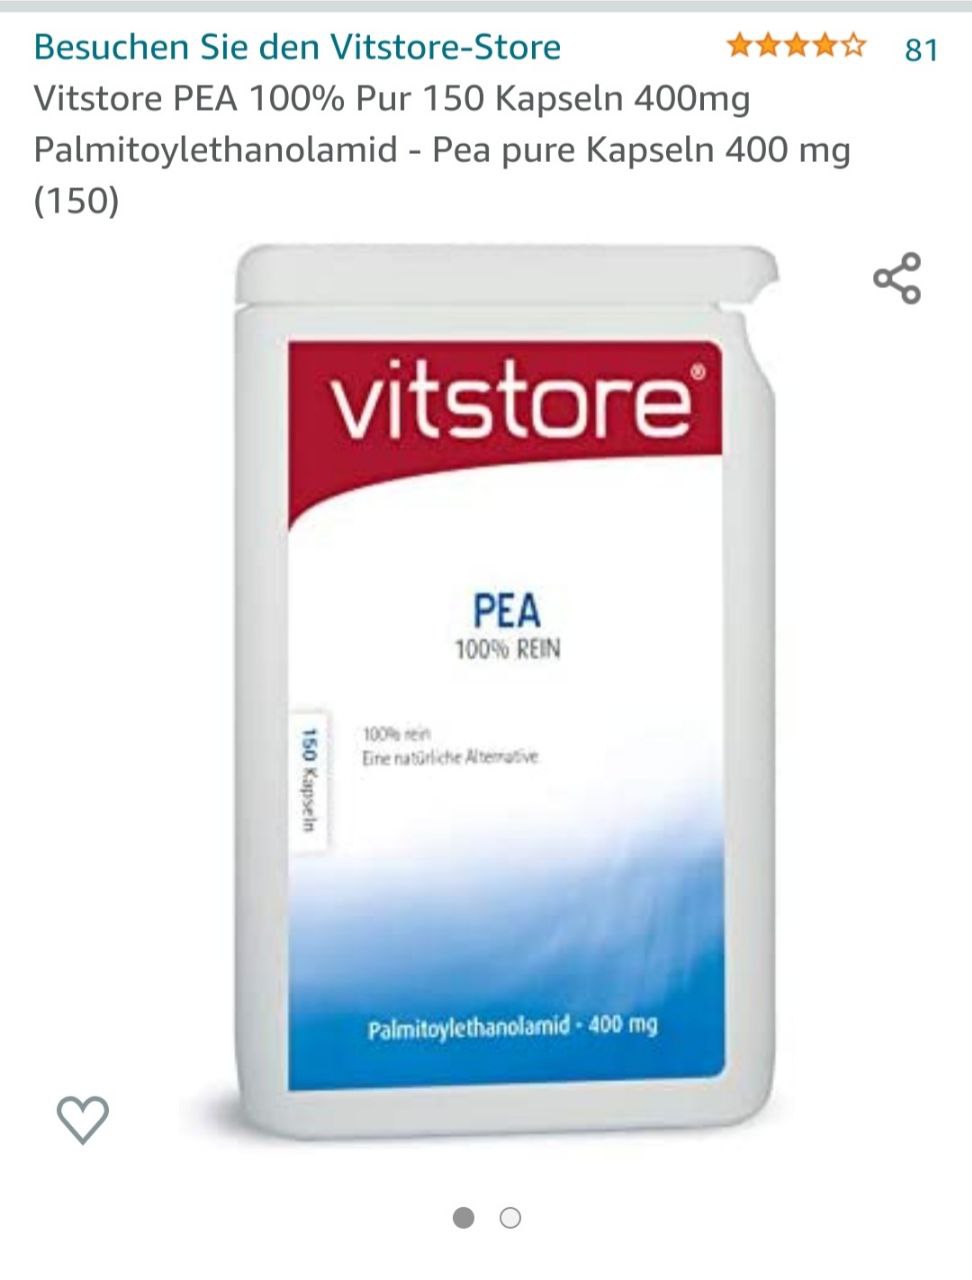 Besuchen Sie den Vitstore-Store
81
Vitstore PEA 100% Pur 150 Kapseln 400mg
Palmitoylethanolamid - Pea pure Kapseln 400 mg
(150)
vitstore®
PEA
100% REIN
100% rein
Eine natürliche Alternative
150 Kapseln
Palmitoylethanolamid - 400 mg